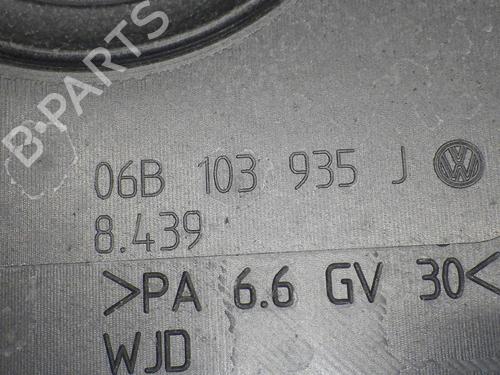 B-PARTS
06B 103 935 J
8.439
>PA 6.6 GV 30<
WJD